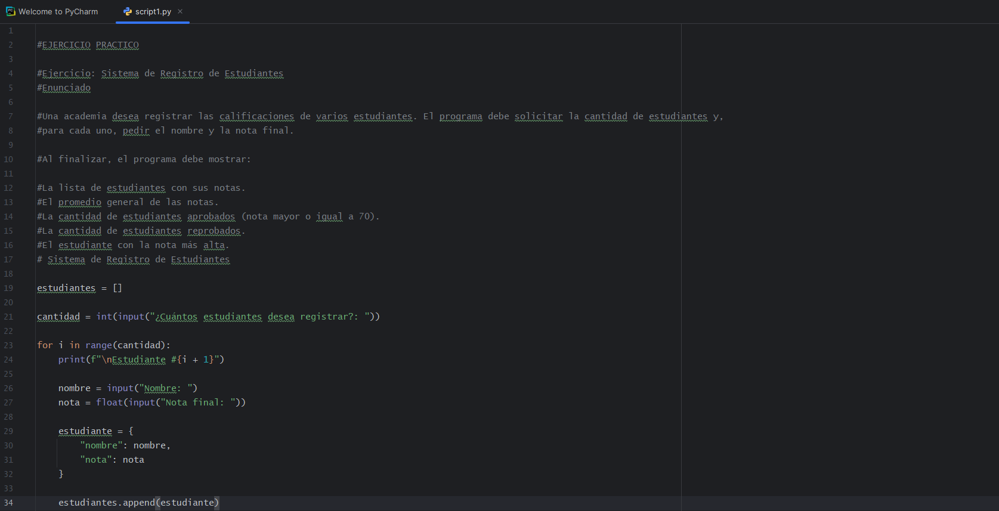 Welcome to PyCharm
script1.py
1
2 #EJERCICIO PRACTICO
3
4 #Ejercicio: Sistema de Registro de Estudiantes
5 #Enunciado
6
7 #Una academia desea registrar las calificaciones de varios estudiantes. El programa debe solicitar la cantidad de estudiantes y,
8 #para cada uno, pedir el nombre y la nota final.
9
10 #Al finalizar, el programa debe mostrar:
11
12 #La lista de estudiantes con sus notas.
13 #El promedio general de las notas.
14 #La cantidad de estudiantes aprobados (nota mayor o igual a 70).
15 #La cantidad de estudiantes reprobados.
16 #El estudiante con la nota más alta.
17 # Sistema de Registro de Estudiantes
18
19 estudiantes = []
20
21 cantidad = int(input("¿Cuántos estudiantes desea registrar?: "))
22
23 for i in range(cantidad):
24     print(f"\nEstudiante #{i + 1}")
25
26     nombre = input("Nombre: ")
27     nota = float(input("Nota final: "))
28
29     estudiante = {
30         "nombre": nombre,
31         "nota": nota
32     }
33
34     estudiantes.append(estudiante)